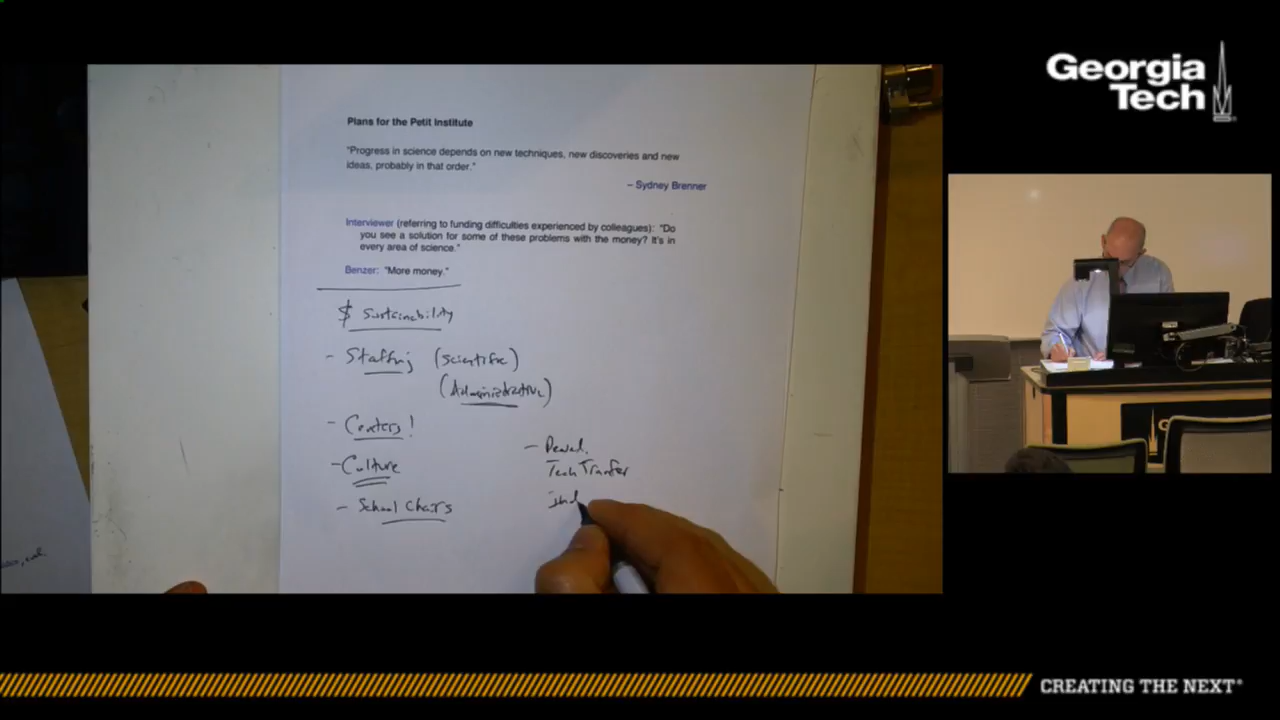 Plans for the Petit Institute
"Progress in science depends on new techniques, new discoveries and new
ideas, probably in that order."
– Sydney Brenner
Interviewer (referring to funding difficulties experienced by colleagues): "Do
you see a solution for some of these problems with the money? It's in
every area of science."
Benzer: "More money."
$ Sustainability
- Staffing (Scientific)
(Administrative)
- Centers!
- Culture
- School Chairs
- Devel.
Tech Transfer
Ind
Georgia
Tech
CREATING THE NEXT®